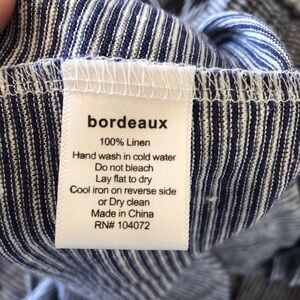 bordeaux
100% Linen
Hand wash in cold water
Do not bleach
Lay flat to dry
Cool iron on reverse side
or Dry clean
Made in China
RN# 104072